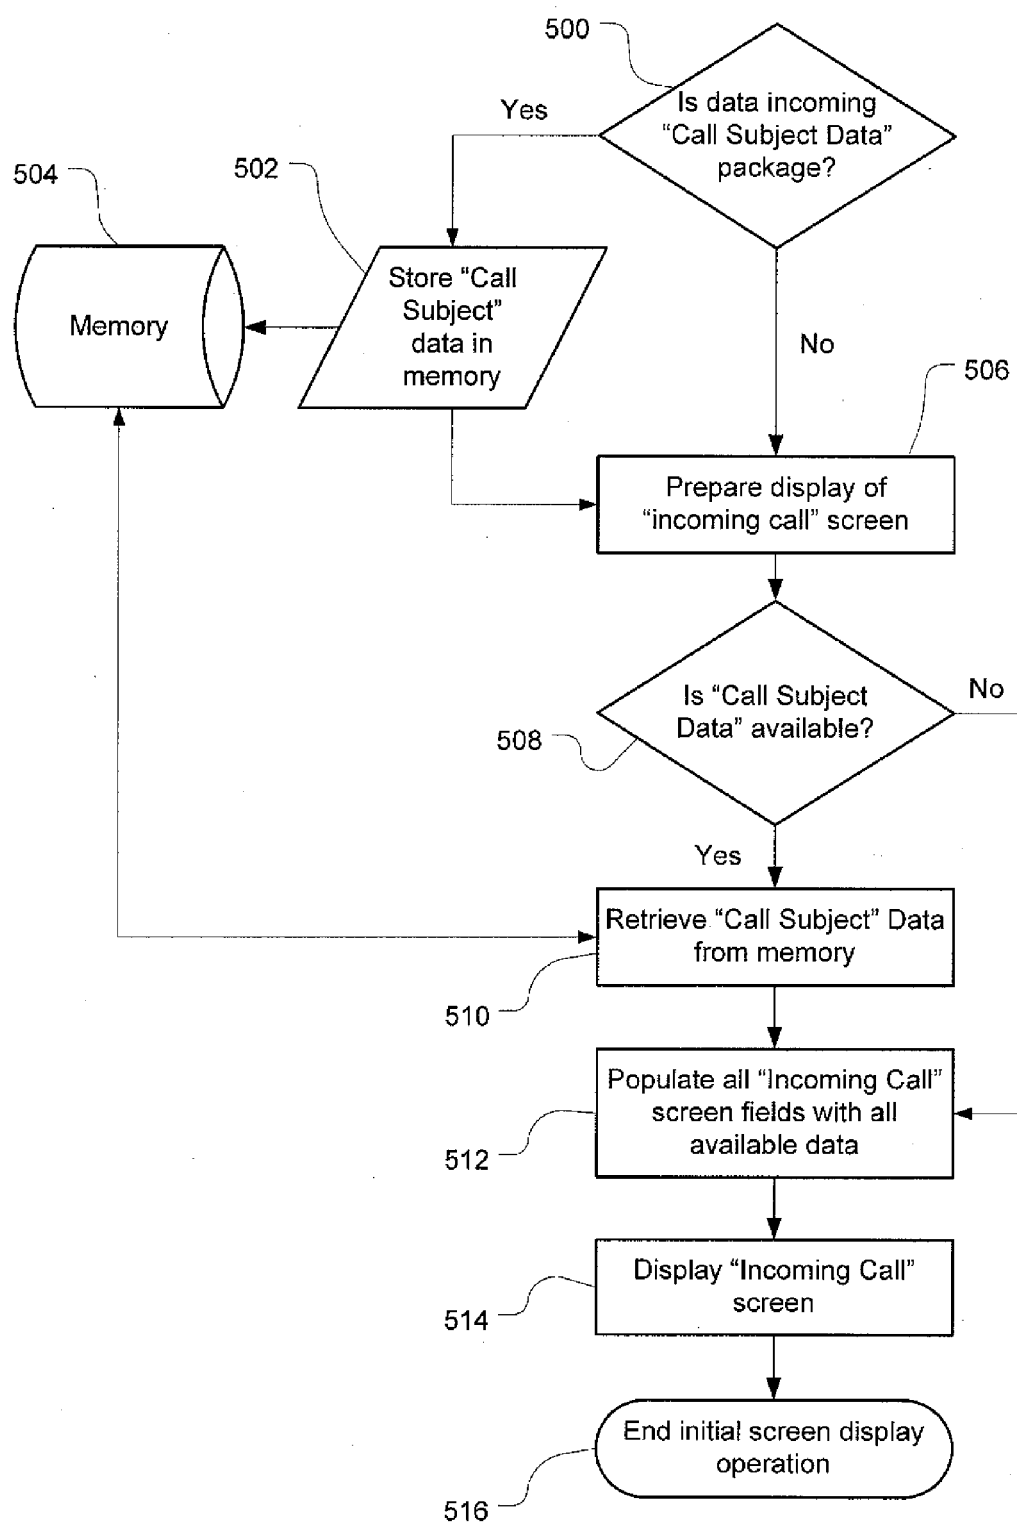 500
Is data incoming
“Call Subject Data”
package?
Yes
504
502
Store “Call
Subject”
data in
memory
Memory
No
506
Prepare display of
“incoming call” screen
Is “Call Subject
Data” available?
No
508
Yes
Retrieve “Call Subject” Data
from memory
510
Populate all “Incoming Call”
screen fields with all
available data
512
Display “Incoming Call”
screen
514
End initial screen display
operation
516